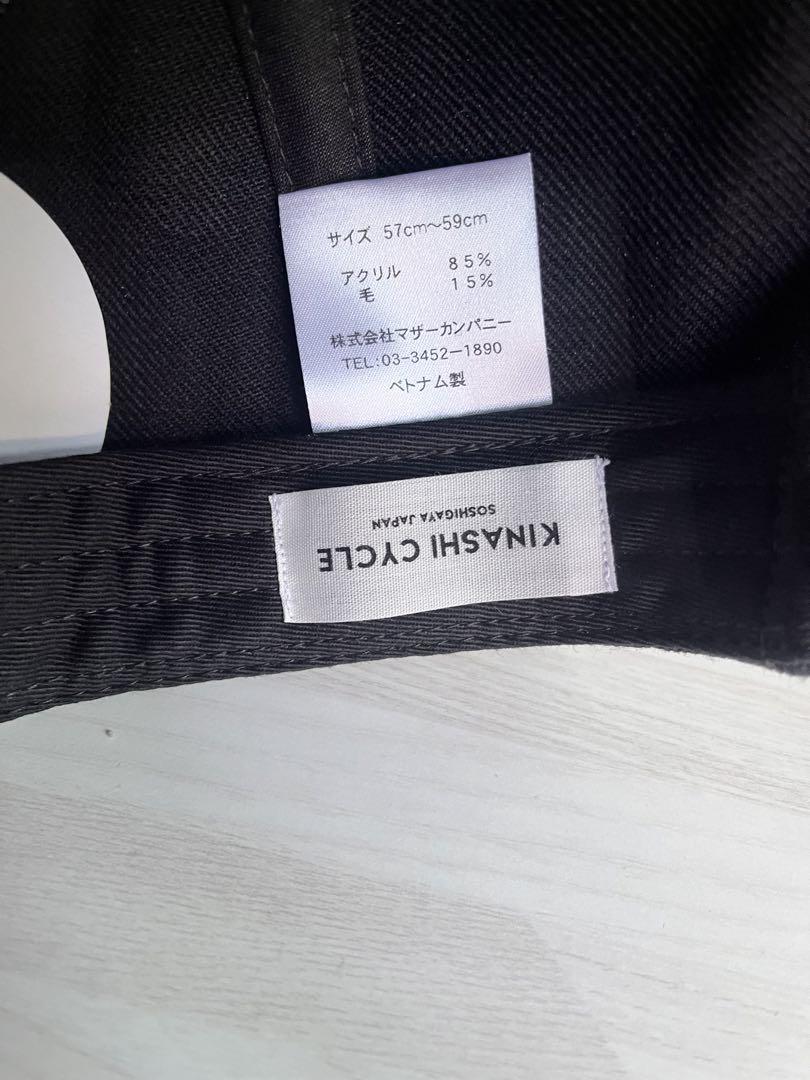 サイズ 57cm〜59cm
アクリル 85%
毛 15%
株式会社マザーカンパニー
TEL:03-3452-1890
ベトナム製
KINASHI CYCLE
SOSHIGAYA JAPAN